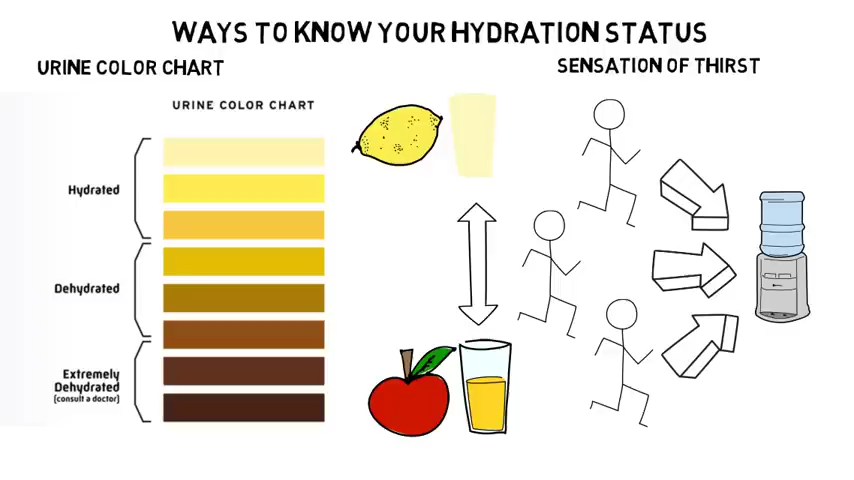 WAYS TO KNOW YOUR HYDRATION STATUS
URINE COLOR CHART
SENSATION OF THIRST
URINE COLOR CHART
Hydrated
Dehydrated
Extremely
Dehydrated
(consult a doctor)